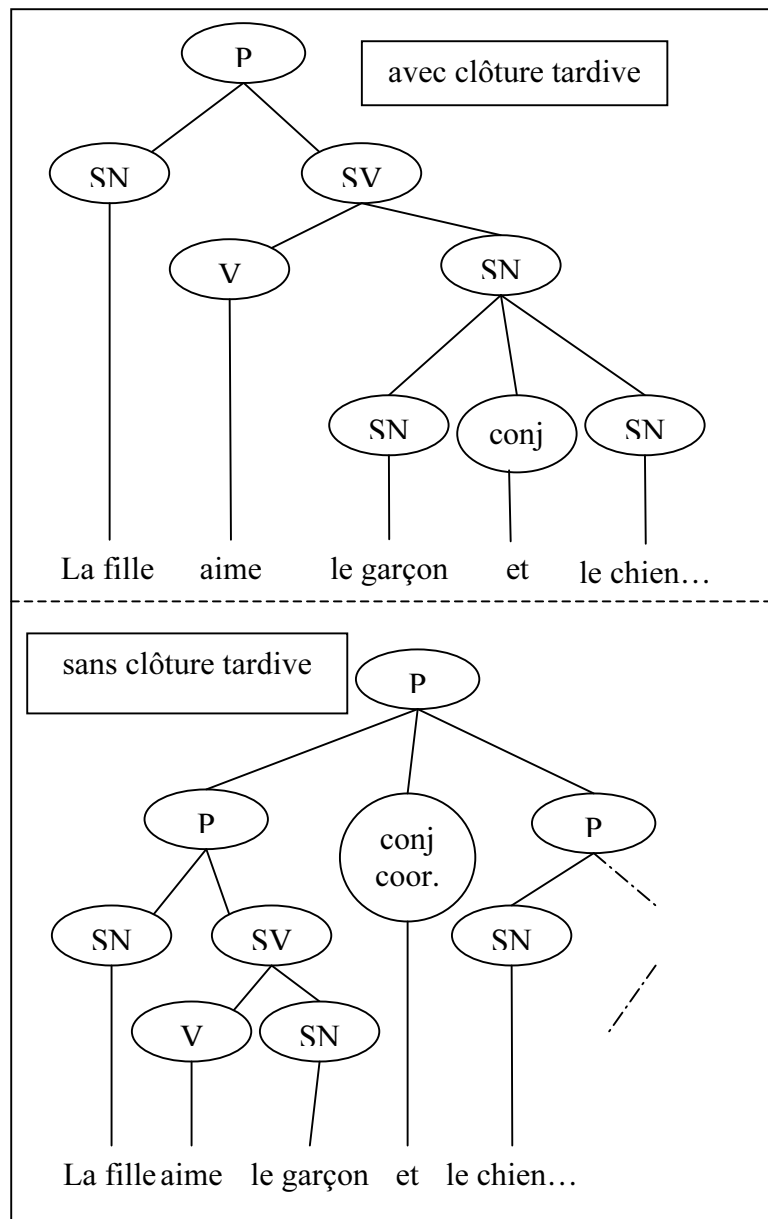 P
avec clôture tardive
SN
SV
V
SN
SN
conj
SN
La fille aime le garçon et le chien…
sans clôture tardive
P
P
conj
coor.
P
SN
SV
SN
V
SN
La fille aime le garçon et le chien…